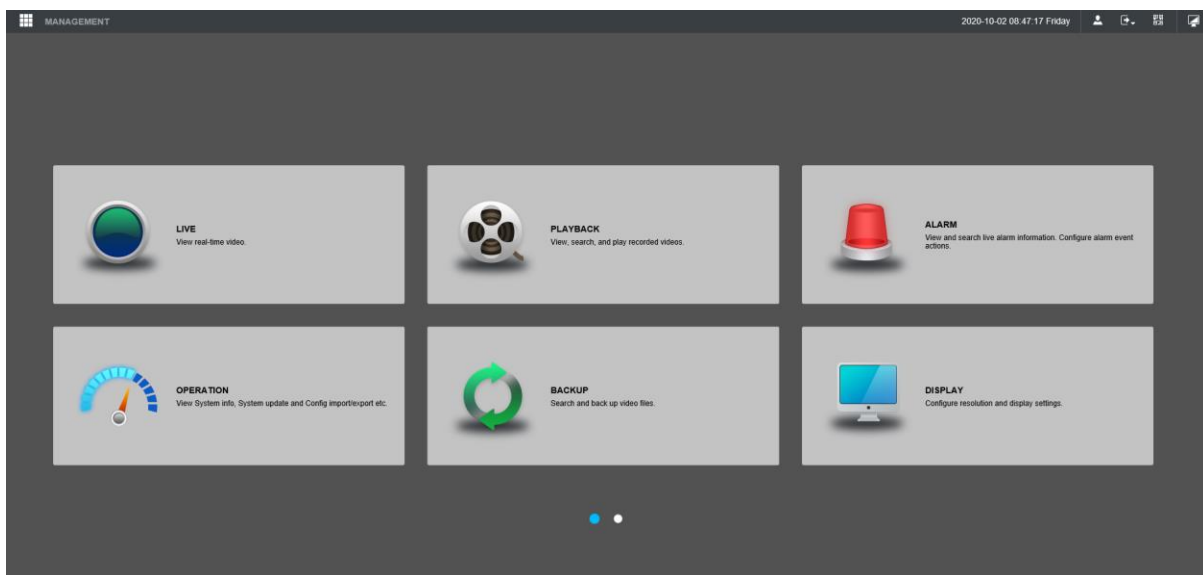 MANAGEMENT
2020-10-02 08:47:17 Friday
LIVE
View real-time video.
PLAYBACK
View, search, and play recorded videos.
ALARM
View and search live alarm information. Configure alarm event
actions.
OPERATION
View System info, System update and Config import/export etc.
BACKUP
Search and back up video files.
DISPLAY
Configure resolution and display settings.